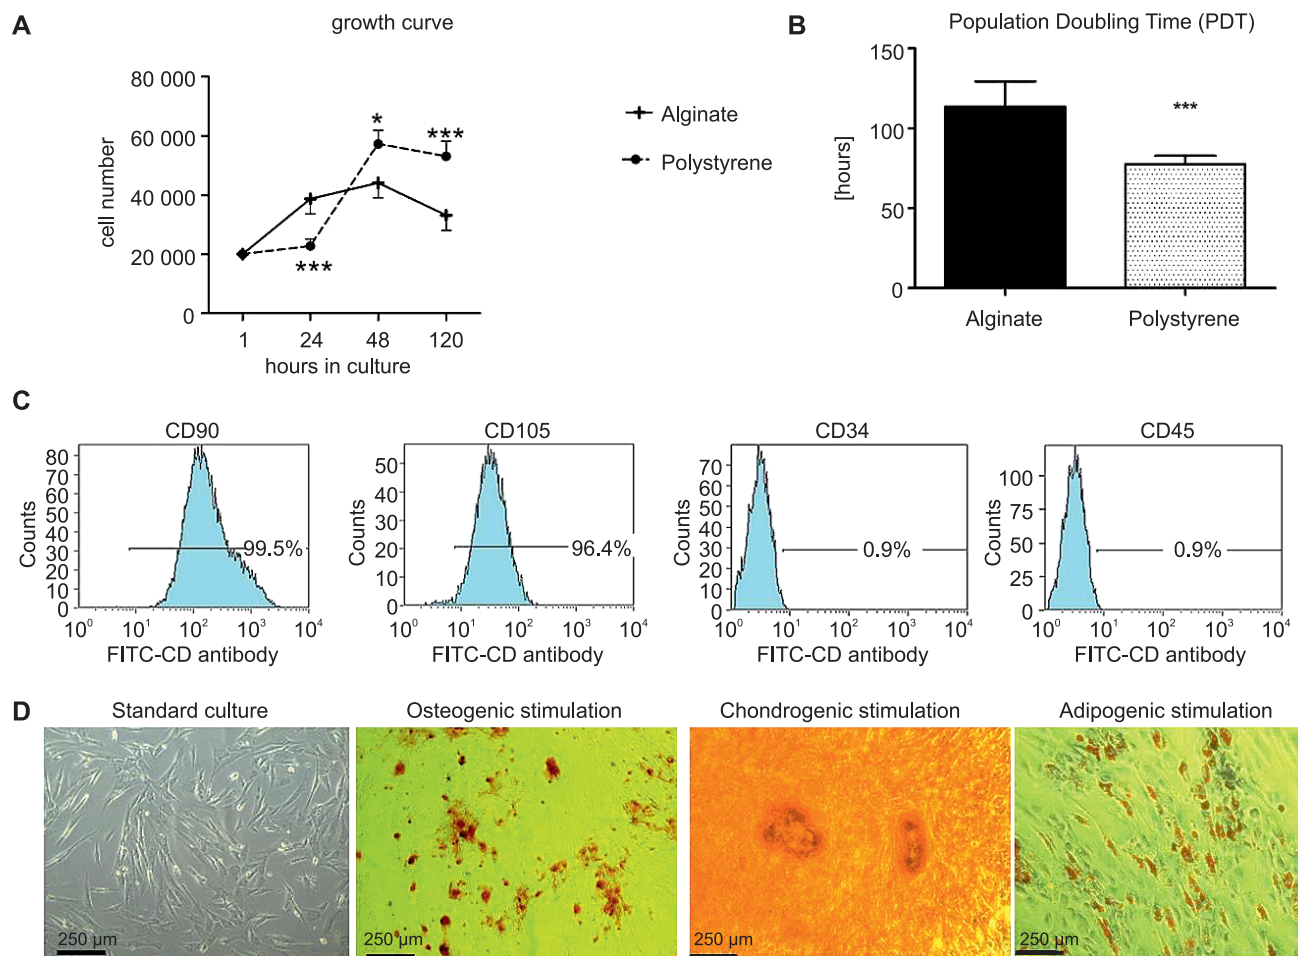 A
growth curve
80 000
60 000
40 000
20 000
0
cell number
*
***
***
1 24 48 120
hours in culture
Alginate
Polystyrene
B
Population Doubling Time (PDT)
150
100
50
0
[hours]
***
Alginate Polystyrene
C
CD90
80
70
60
50
40
30
20
10
0
Counts
99.5%
10⁰ 10¹ 10² 10³ 10⁴
FITC-CD antibody
CD105
50
40
30
20
10
0
Counts
96.4%
10⁰ 10¹ 10² 10³ 10⁴
FITC-CD antibody
CD34
70
60
50
40
30
20
10
0
Counts
0.9%
10⁰ 10¹ 10² 10³ 10⁴
FITC-CD antibody
CD45
100
75
50
25
0
Counts
0.9%
10⁰ 10¹ 10² 10³ 10⁴
FITC-CD antibody
D
Standard culture
Osteogenic stimulation
Chondrogenic stimulation
Adipogenic stimulation
250 µm
250 µm
250 µm
250 µm